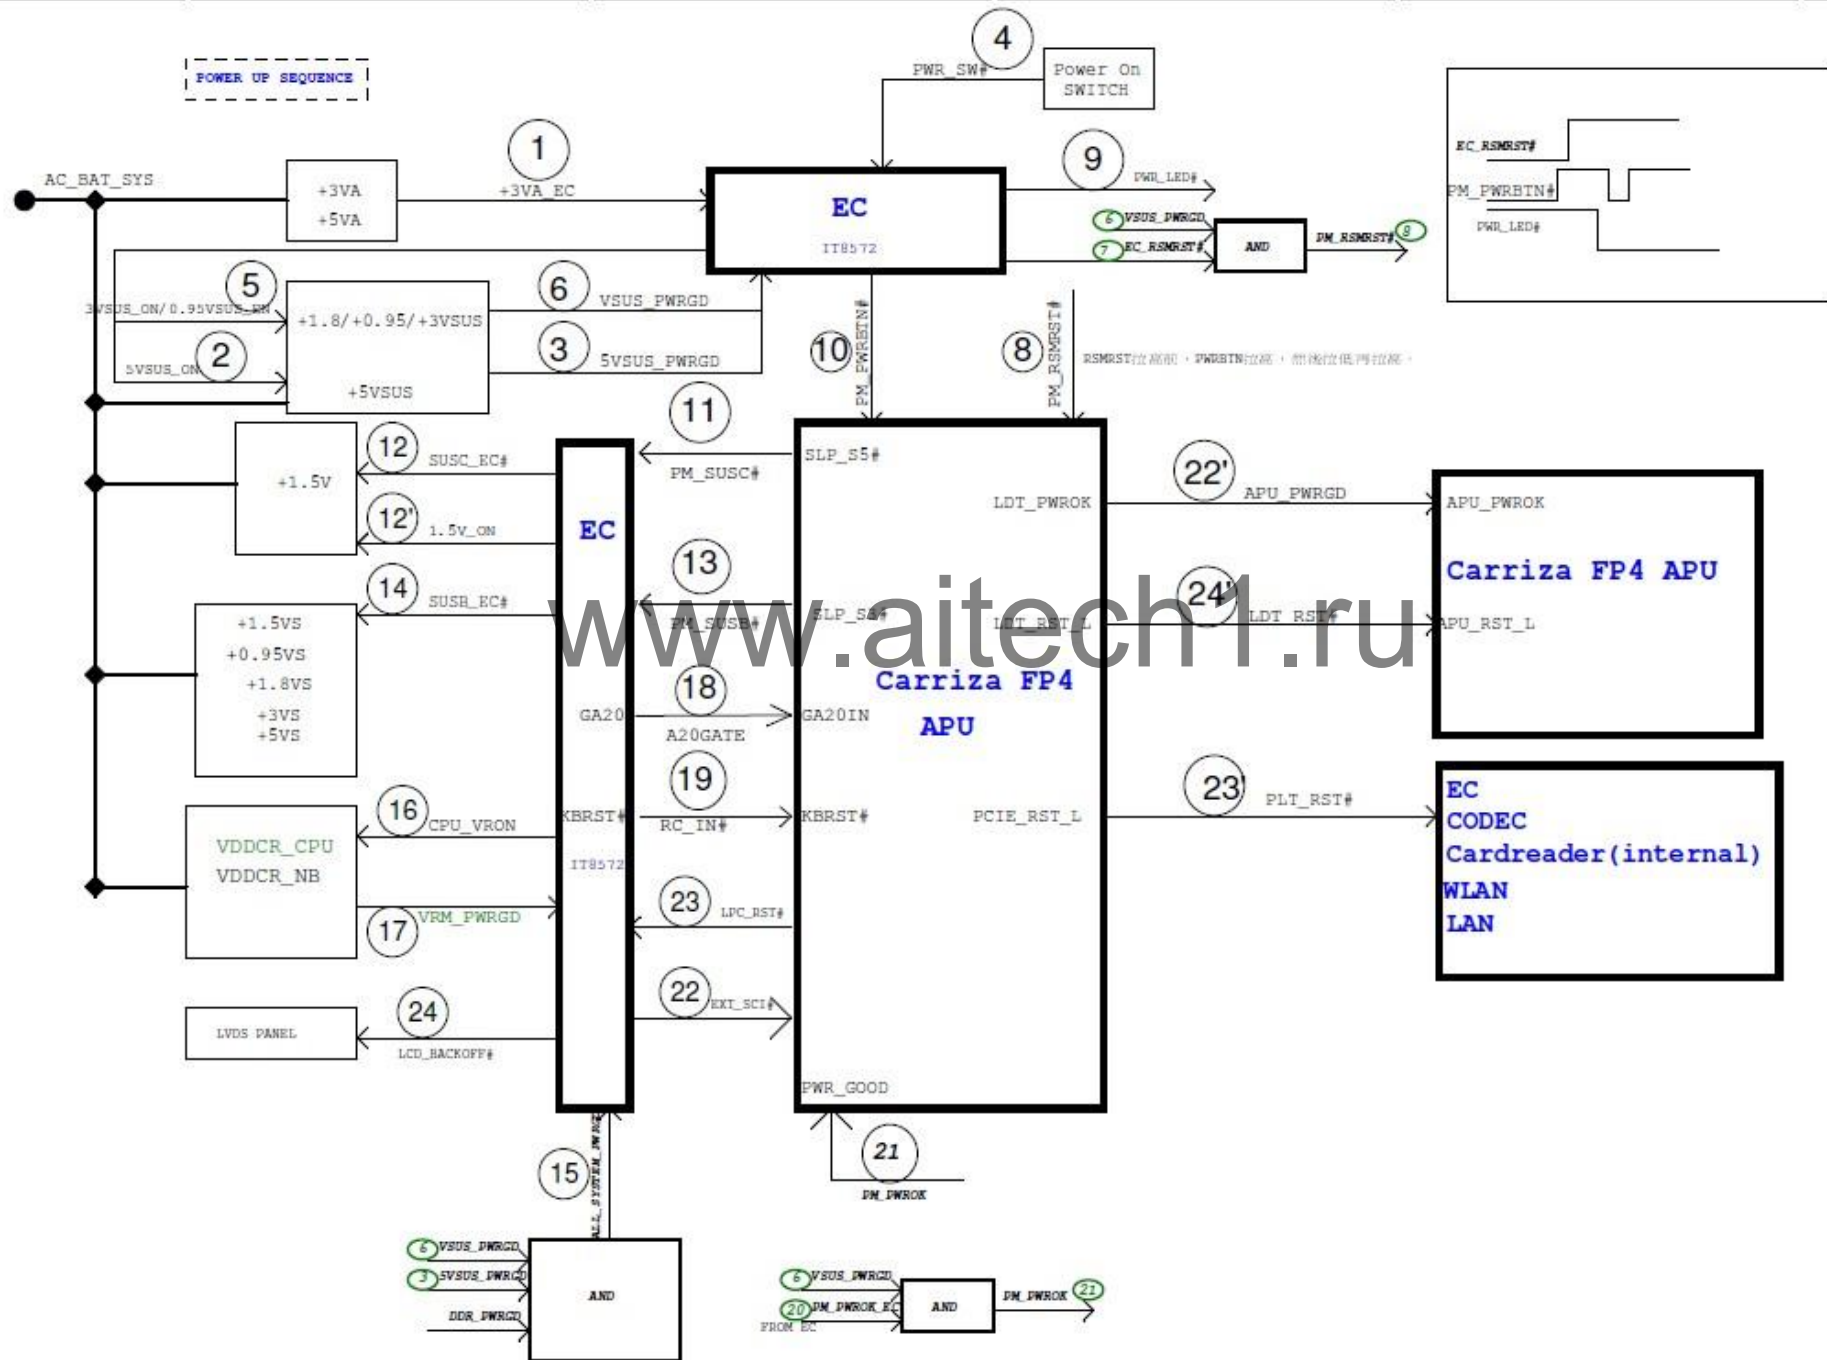 POWER UP SEQUENCE
4
PWR_SW#
Power On
SWITCH
AC_BAT_SYS
+3VA
+5VA
1
+3VA_EC
EC
IT8572
9
PWR_LED#
6 VSUS_PWRGD
7 EC_RSMRST#
AND
PM_RSMRST# 8
EC_RSMRST#
PM_PWRBTN#
PWR_LED#
5
2
5VSUS_ON
+1.8/+0.95/+3VSUS
+5VSUS
6
VSUS_PWRGD
3
5VSUS_PWRGD
10
PM_PWRBTN#
8
PM_RSMRST#
11
SLP_S5#
PM_SUSC#
+1.5V
12
SUSC_EC#
12'
1.5V_ON
EC
13
PM_SUSB#
14
SUSB_EC#
+1.5VS
+0.95VS
+1.8VS
+3VS
+5VS
LDT_PWROK
22'
APU_PWRGD
APU_PWROK
Carriza FP4 APU
24'
LDT_RST#
LDT_RST_L
APU_RST_L
www.aitech1.ru
Carriza FP4
APU
GA20
18
A20GATE
GA20IN
KBRST#
19
RC_IN#
KBRST#
IT8572
PCIE_RST_L
23'
PLT_RST#
EC
CODEC
Cardreader(internal)
WLAN
LAN
VDDCR_CPU
VDDCR_NB
16
CPU_VRON
17
VRM_PWRGD
23
LPC_RST#
22
EXT_SCI#
LVDS PANEL
24
LCD_BACKOFF#
PWR_GOOD
21
PM_PWROK
15
6 VSUS_PWRGD
3 5VSUS_PWRGD
DDR_PWRGD
AND
6 VSUS_PWRGD
20 PM_PWROK_EC
FROM EC
AND
PM_PWROK 21